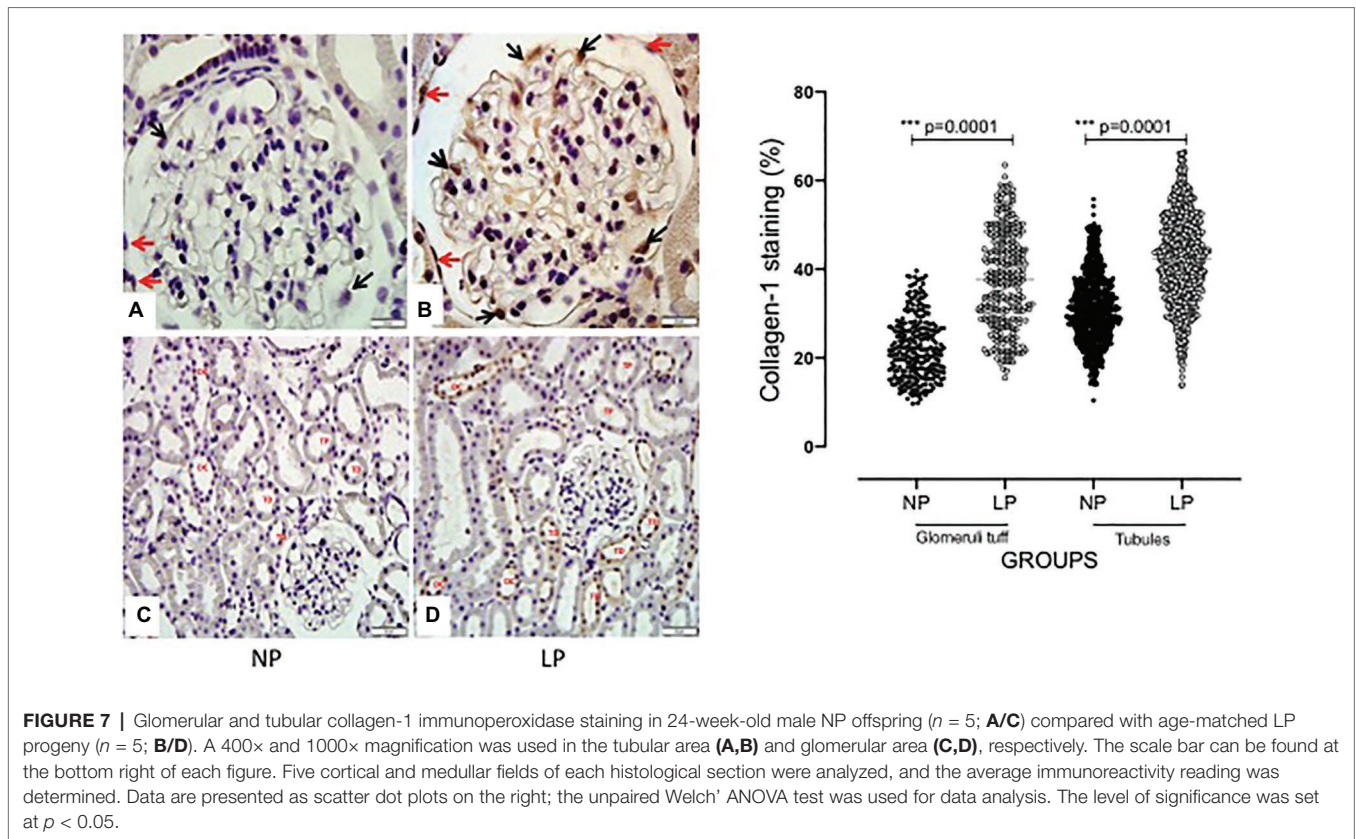 A
B
C
D
NP
LP
80
60
40
20
0
Collagen-1 staining (%)
*** p=0.0001
*** p=0.0001
NP
LP
NP
LP
Glomeruli tuff
Tubules
GROUPS
FIGURE 7 | Glomerular and tubular collagen-1 immunoperoxidase staining in 24-week-old male NP offspring (n = 5; A/C) compared with age-matched LP
progeny (n = 5; B/D). A 400× and 1000× magnification was used in the tubular area (A,B) and glomerular area (C,D), respectively. The scale bar can be found at
the bottom right of each figure. Five cortical and medullar fields of each histological section were analyzed, and the average immunoreactivity reading was
determined. Data are presented as scatter dot plots on the right; the unpaired Welch' ANOVA test was used for data analysis. The level of significance was set
at p < 0.05.